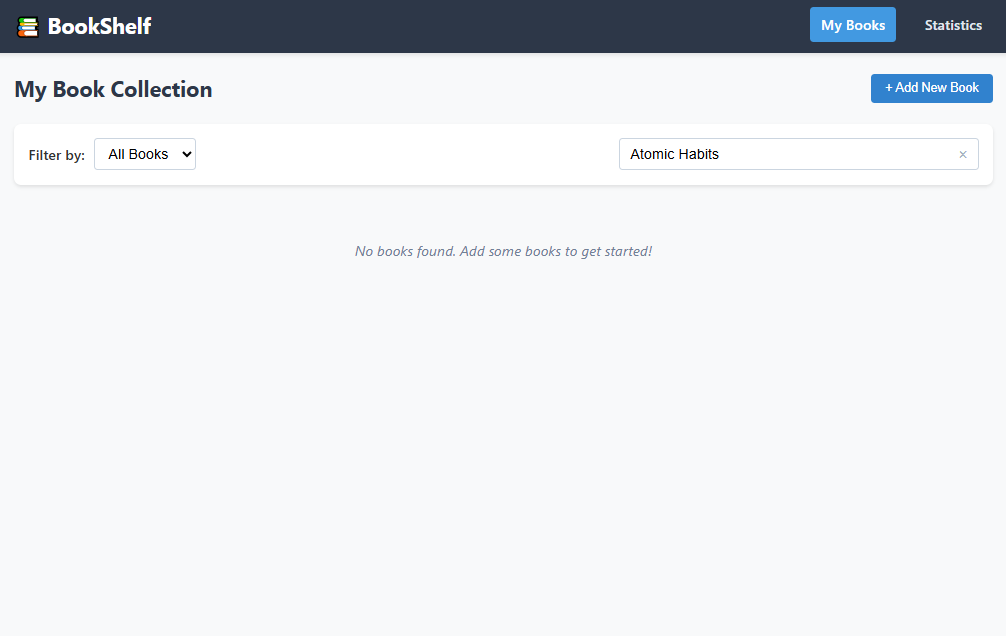 BookShelf
My Books
Statistics
My Book Collection
+ Add New Book
Filter by:
All Books
Atomic Habits
×
No books found. Add some books to get started!